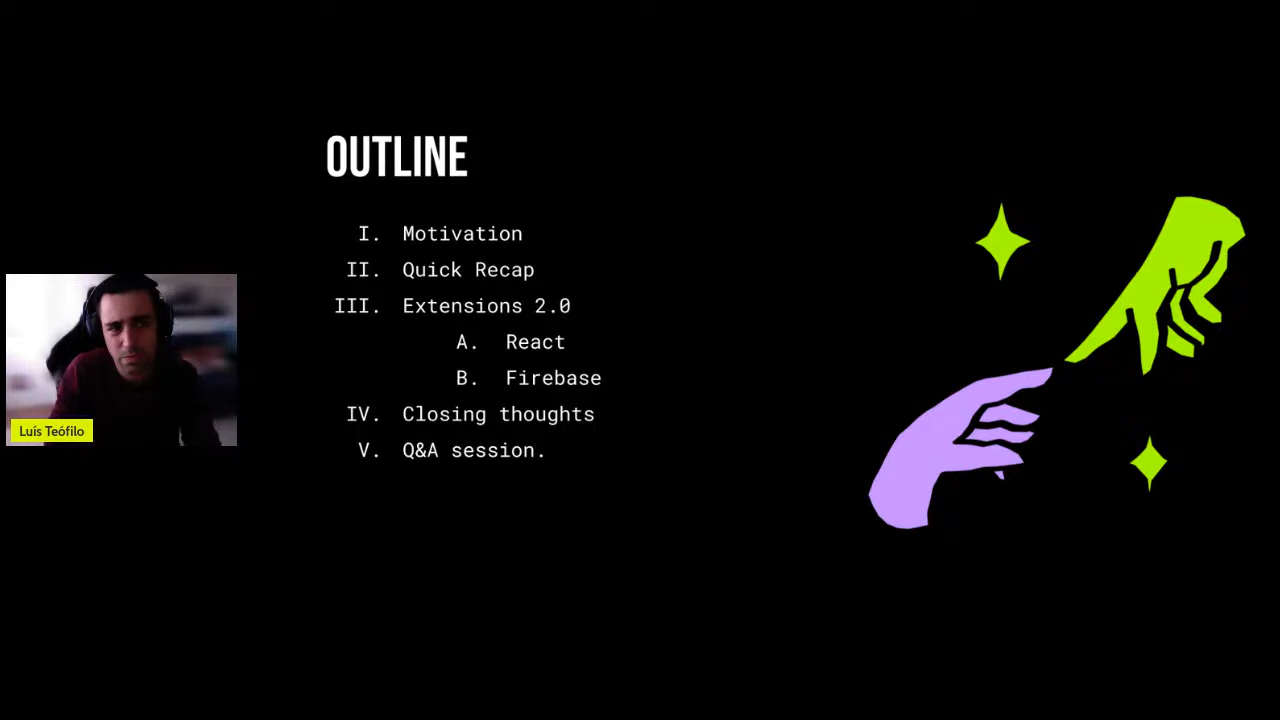 OUTLINE
I. Motivation
II. Quick Recap
III. Extensions 2.0
A. React
B. Firebase
IV. Closing thoughts
V. Q&A session.
Luís Teófilo